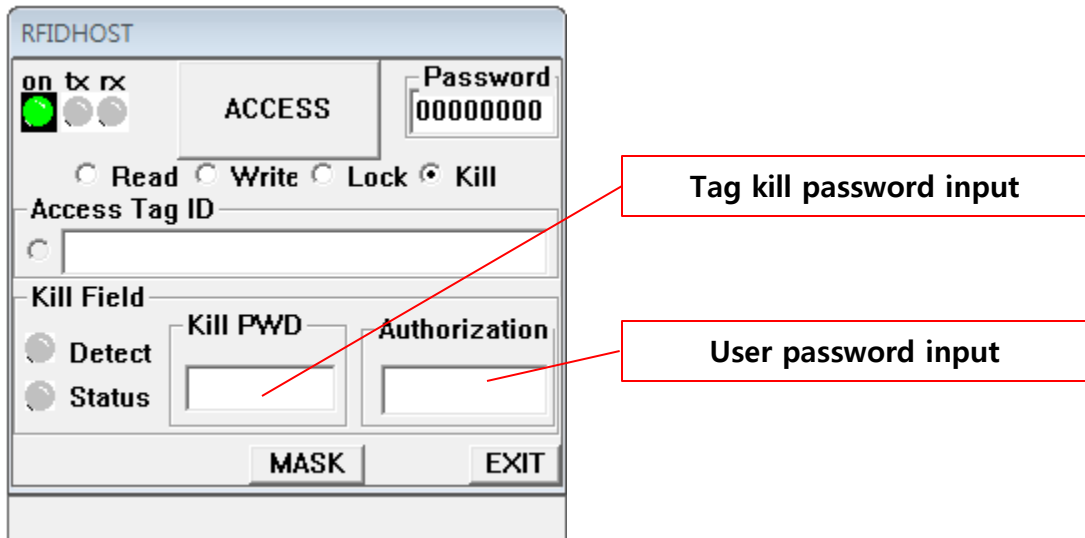 RFIDHOST
on tx rx
ACCESS
Password
00000000
Read Write Lock Kill
Access Tag ID
Kill Field
Detect
Status
Kill PWD
Authorization
MASK
EXIT
Tag kill password input
User password input